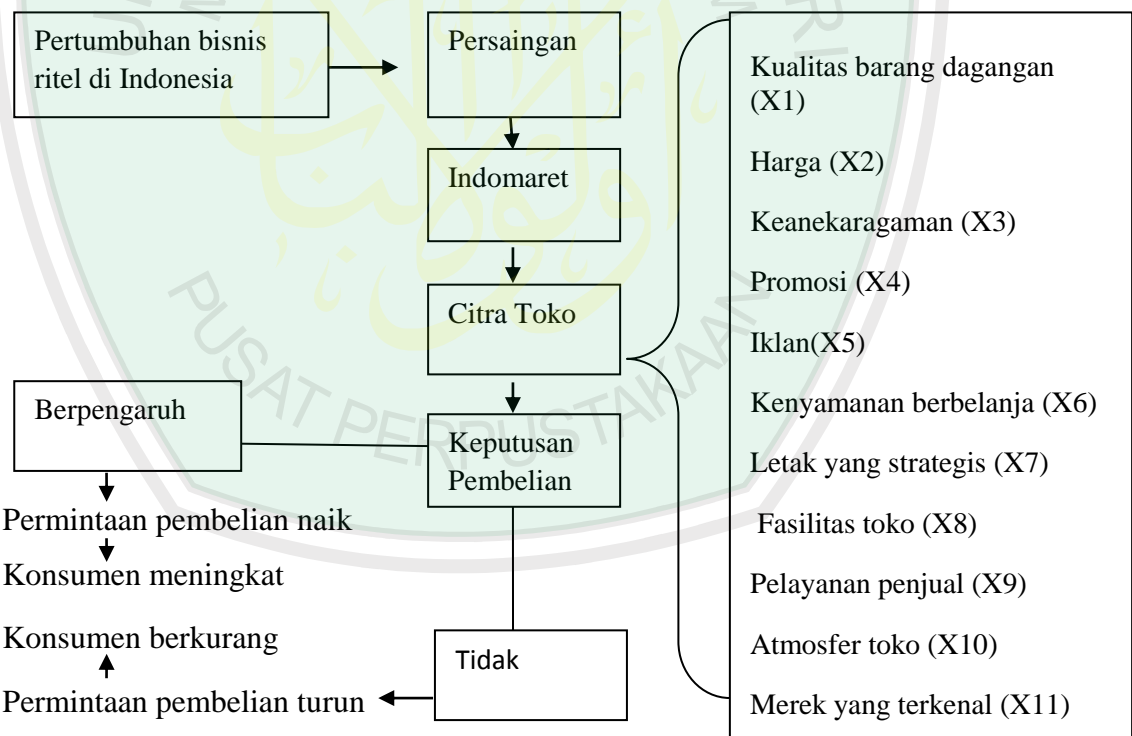 Pertumbuhan bisnis
ritel di Indonesia
Persaingan
Indomaret
Citra Toko
Keputusan
Pembelian
Berpengaruh
Permintaan pembelian naik
Konsumen meningkat
Konsumen berkurang
Permintaan pembelian turun
Tidak
Kualitas barang dagangan
(X1)
Harga (X2)
Keanekaragaman (X3)
Promosi (X4)
Iklan(X5)
Kenyamanan berbelanja (X6)
Letak yang strategis (X7)
Fasilitas toko (X8)
Pelayanan penjual (X9)
Atmosfer toko (X10)
Merek yang terkenal (X11)
PUSAT PERPUSTAKAAN